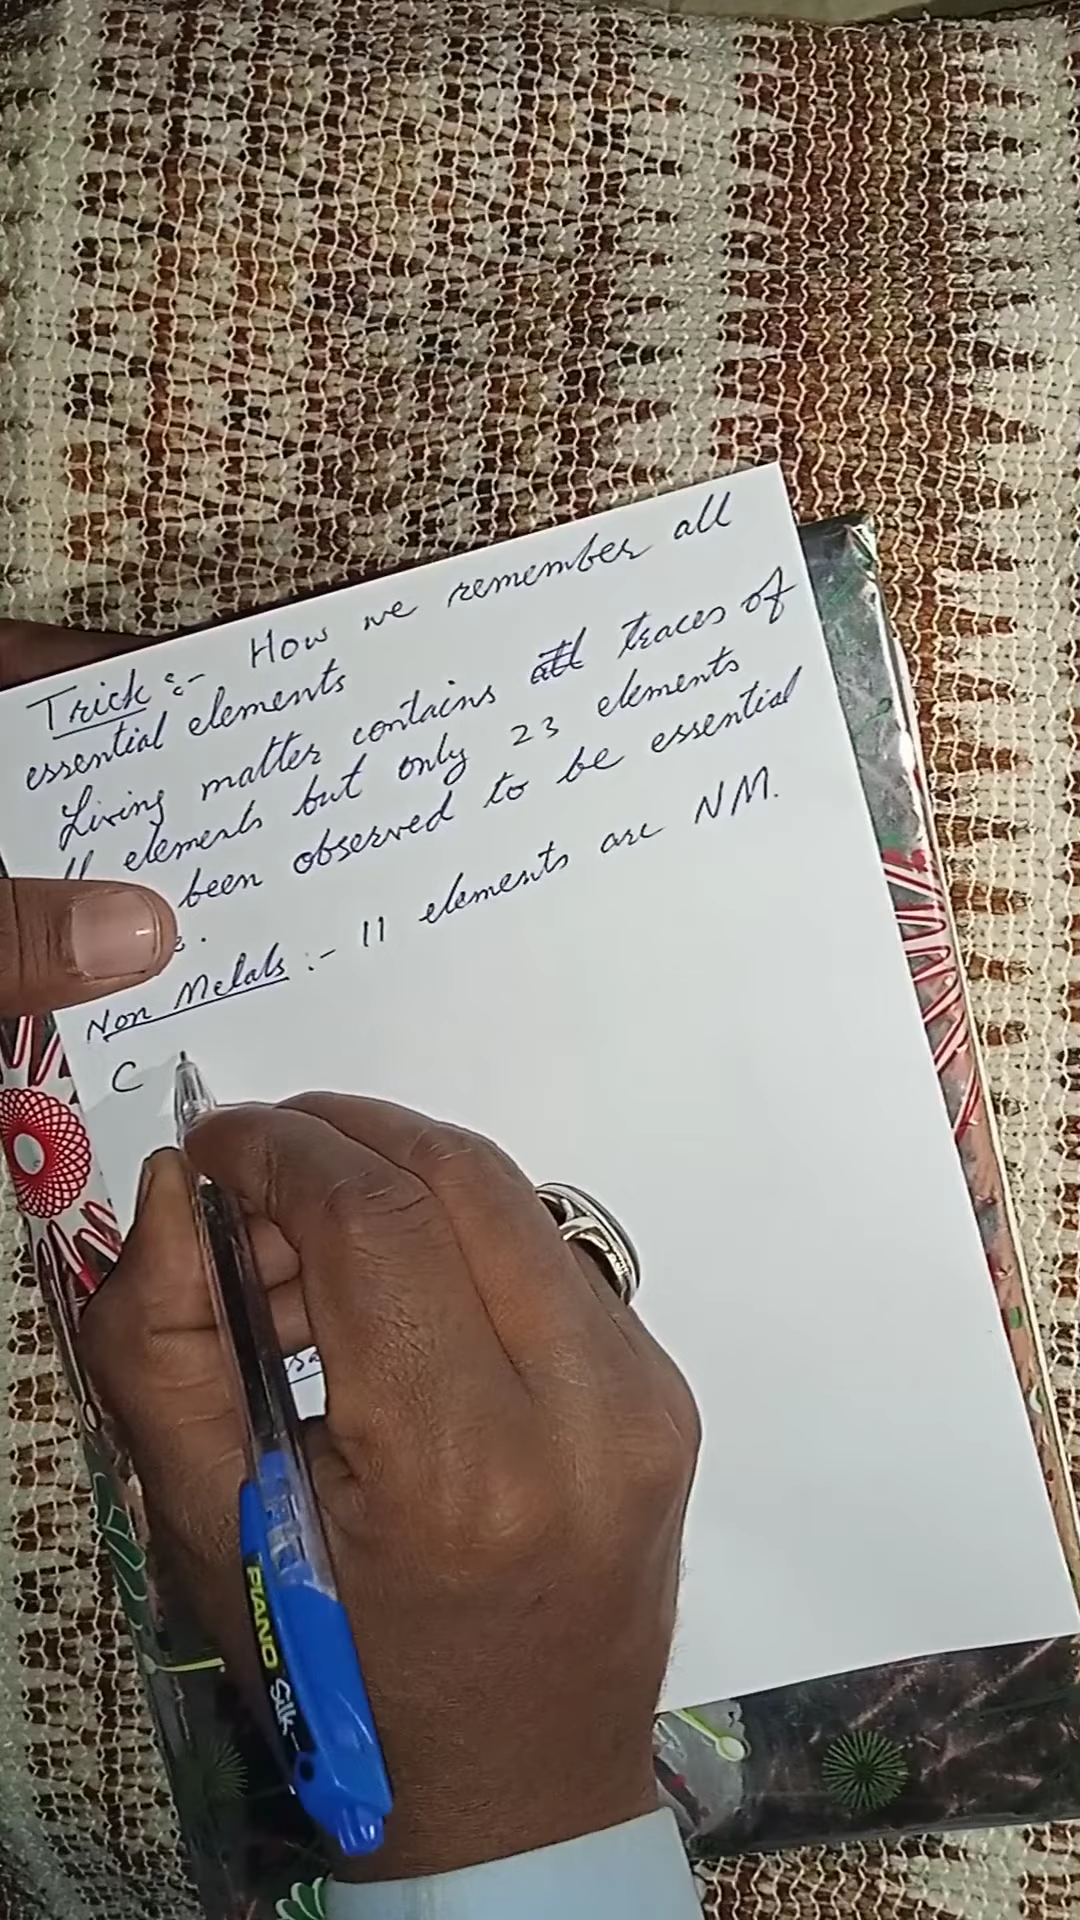 Trick :- How we remember all
essential elements
Living matter contains all traces of
elements but only 23 elements
been observed to be essential
Non Metals :- 11 elements are NM.
C
PIANO Silk